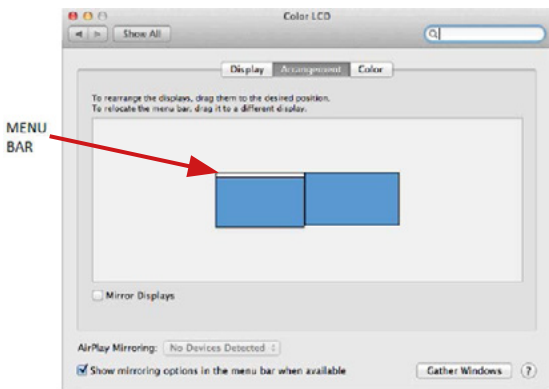 Color LCD
Show All
Display Arrangement Color
To rearrange the displays, drag them to the desired position.
To relocate the menu bar, drag it to a different display.
MENU
BAR
Mirror Displays
AirPlay Mirroring: No Devices Detected
Show mirroring options in the menu bar when available
Gather Windows ?